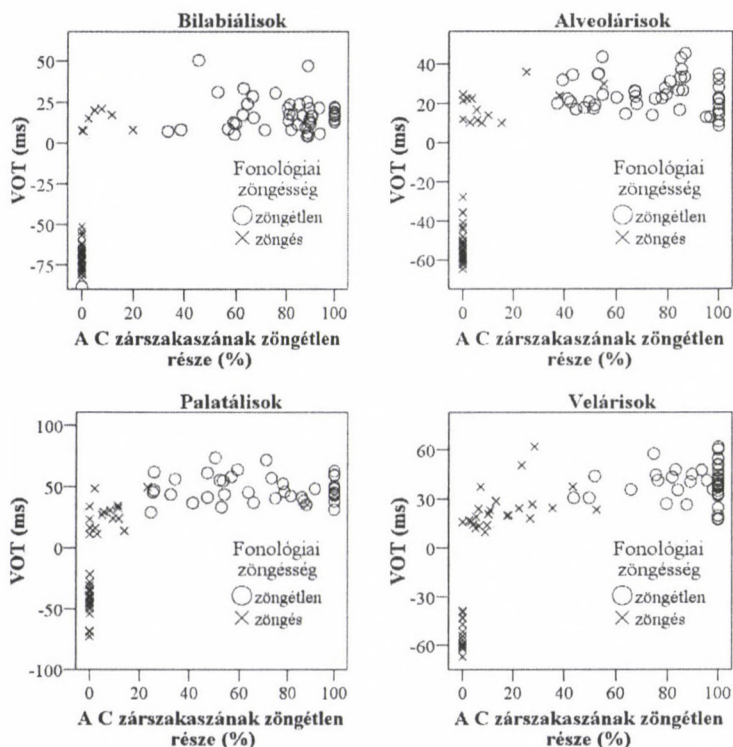 Bilabiálisok
VOT (ms)
50
25
0
-25
-50
-75
Fonológiai
zöngésség
zöngétlen
zöngés
0 20 40 60 80 100
A C zárszakaszának zöngétlen
része (%)
Alveolárisok
VOT (ms)
40
20
0
-20
-40
-60
Fonológiai
zöngésség
zöngétlen
zöngés
0 20 40 60 80 100
A C zárszakaszának zöngétlen
része (%)
Palatálisok
VOT (ms)
100
50
0
-50
-100
Fonológiai
zöngésség
zöngétlen
zöngés
0 20 40 60 80 100
A C zárszakaszának zöngétlen
része (%)
Velárisok
VOT (ms)
60
30
0
-30
-60
Fonológiai
zöngésség
zöngétlen
zöngés
0 20 40 60 80 100
A C zárszakaszának zöngétlen
része (%)